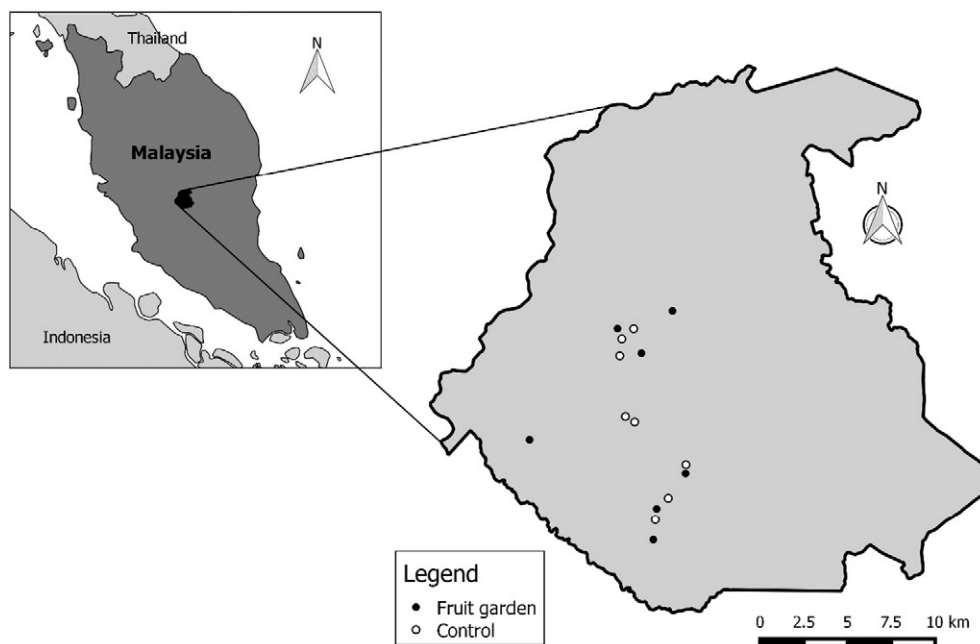 Thailand
N
Malaysia
Indonesia
N
Legend
Fruit garden
Control
0 2.5 5 7.5 10 km